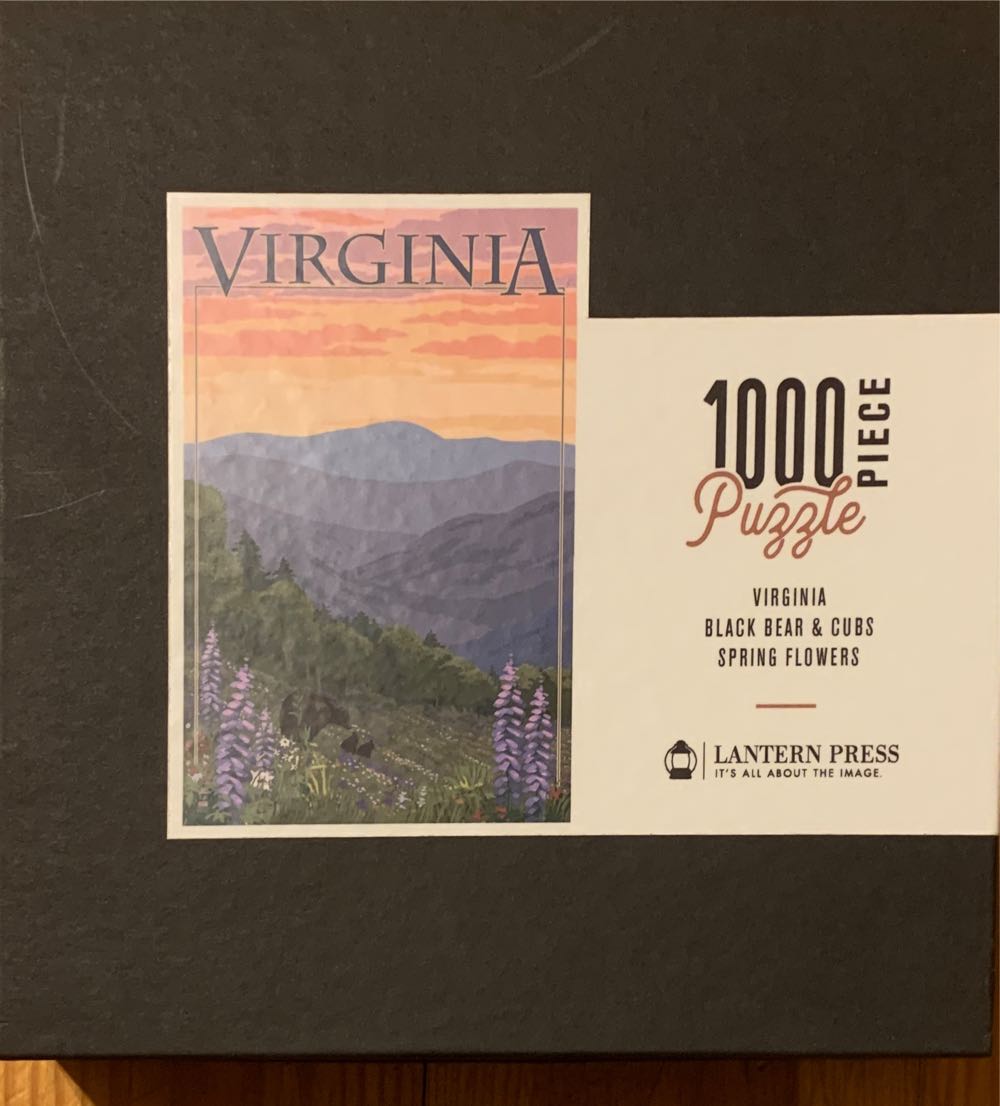 VIRGINIA
1000
PIECE
Puzzle
VIRGINIA
BLACK BEAR & CUBS
SPRING FLOWERS
LANTERN PRESS
IT'S ALL ABOUT THE IMAGE.